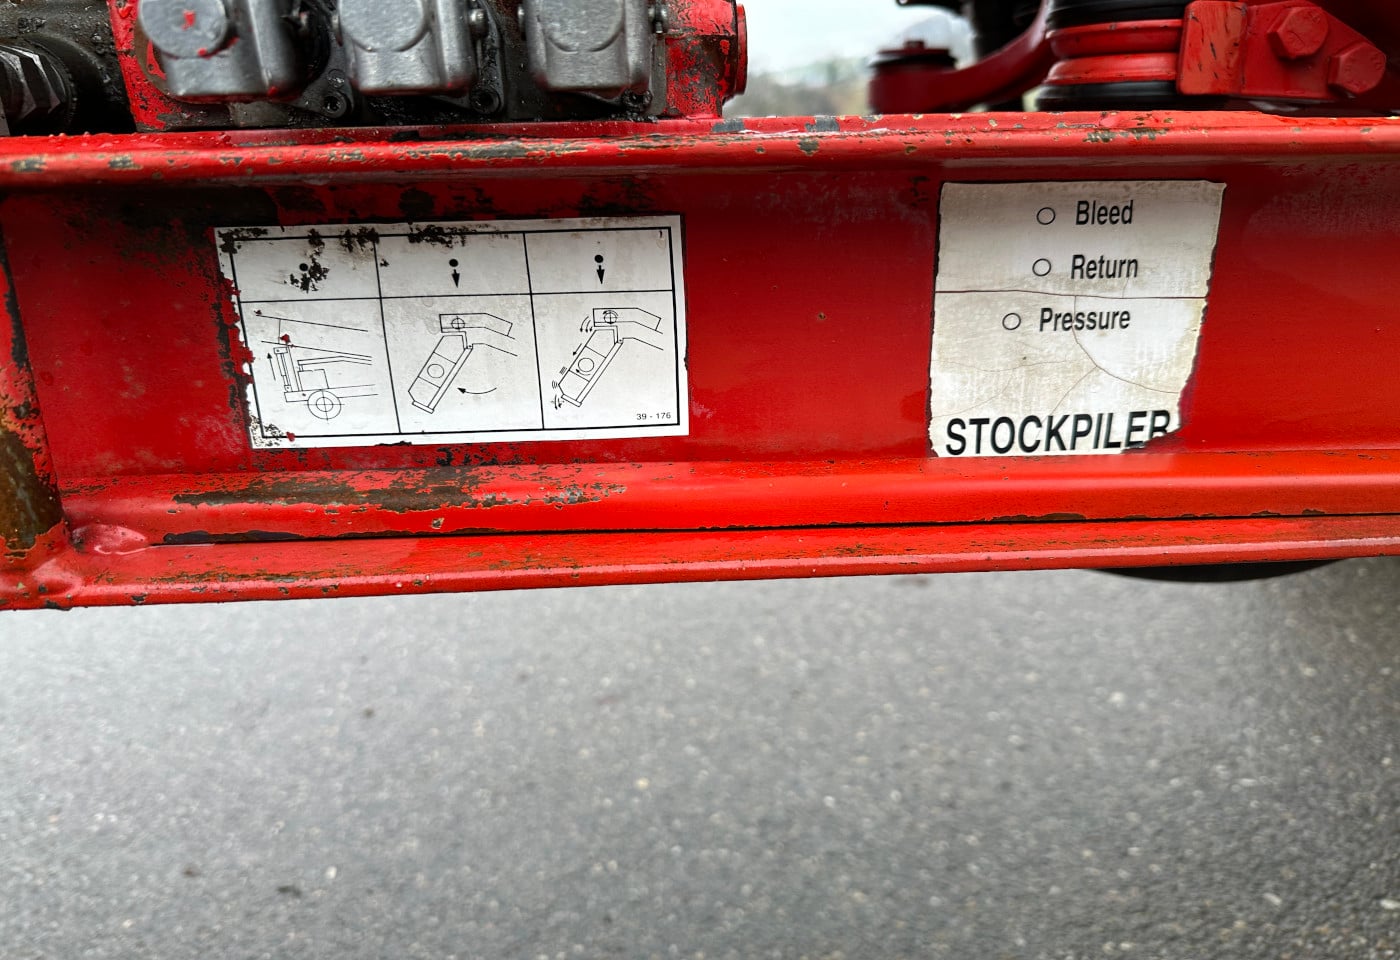 39 - 176
Bleed
Return
Pressure
STOCKPILER